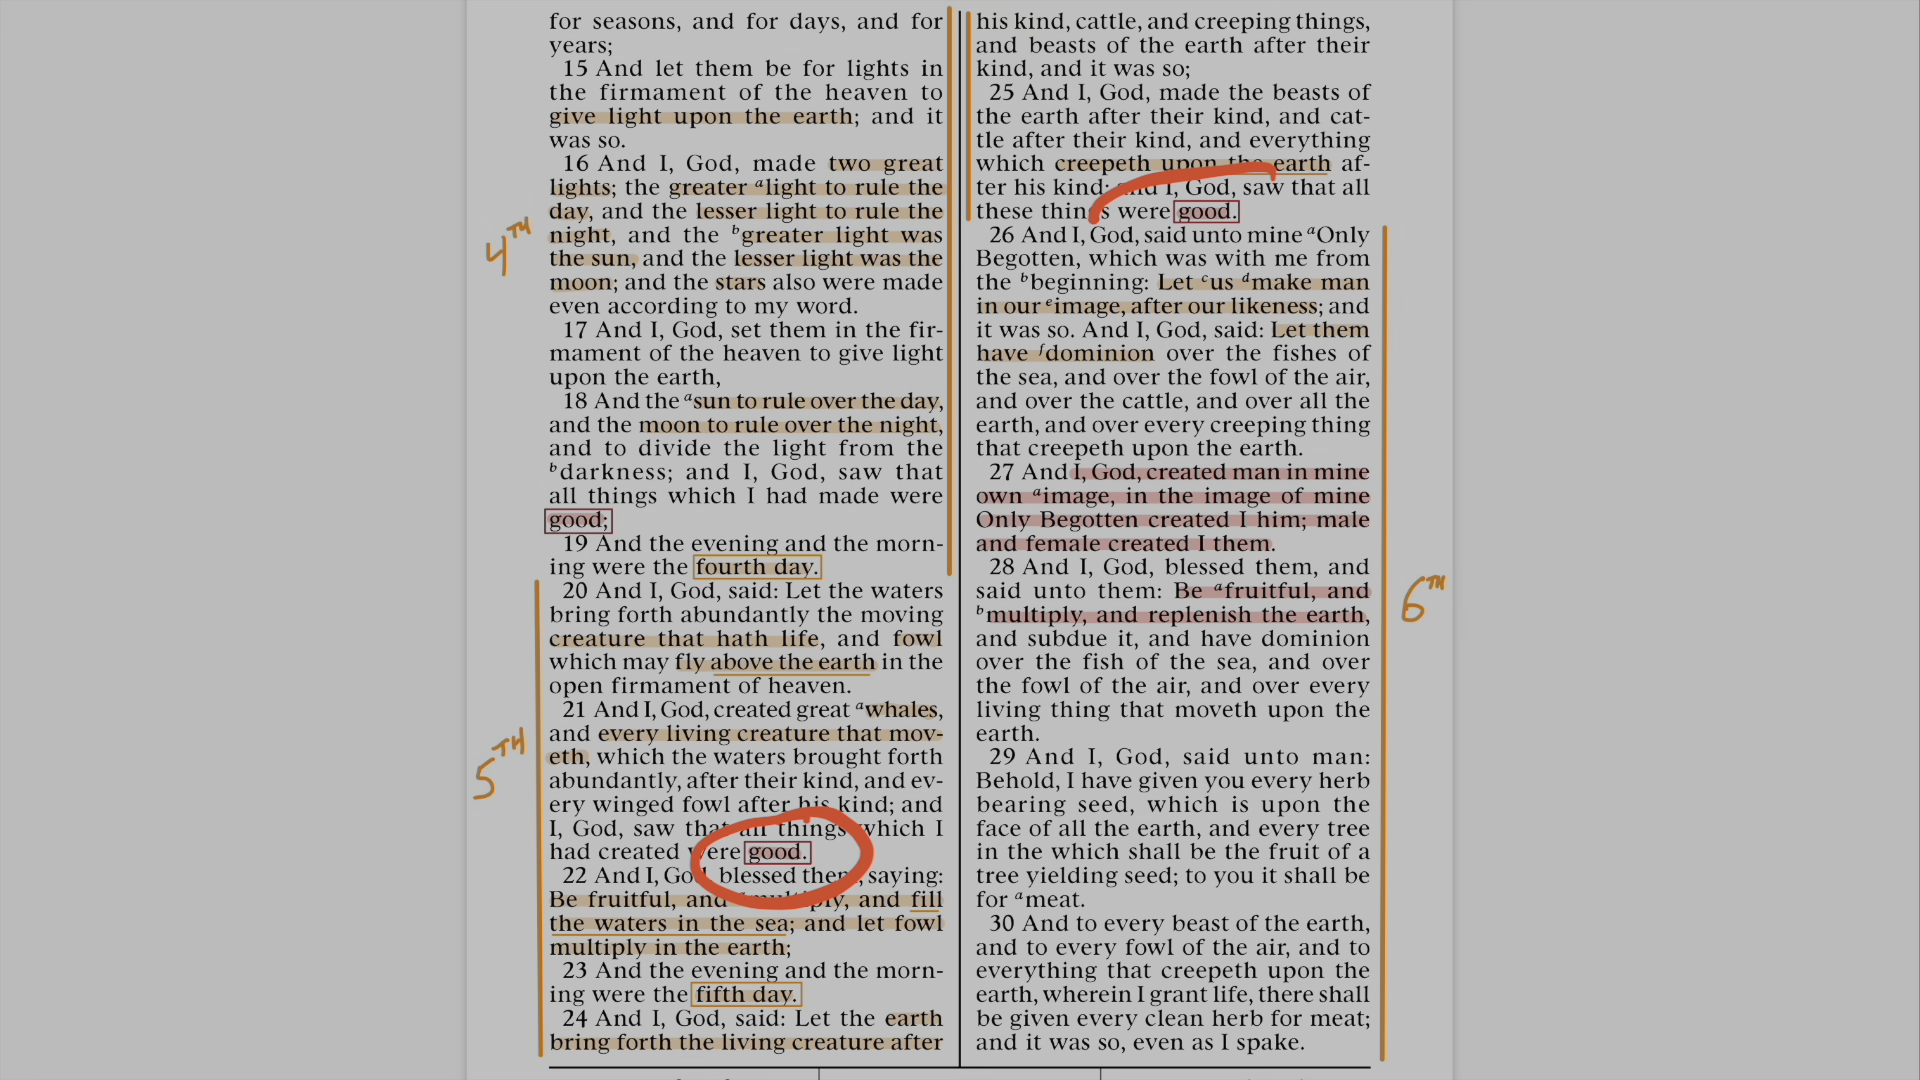 for seasons, and for days, and for
years;
15 And let them be for lights in
the firmament of the heaven to
give light upon the earth; and it
was so.
16 And I, God, made two great
lights; the greater ᵃlight to rule the
day, and the lesser light to rule the
night, and the ᵇgreater light was
the sun, and the lesser light was the
moon; and the stars also were made
even according to my word.
17 And I, God, set them in the fir-
mament of the heaven to give light
upon the earth,
18 And the ᵃsun to rule over the day,
and the moon to rule over the night,
and to divide the light from the
ᵇdarkness; and I, God, saw that
all things which I had made were
good;
19 And the evening and the morn-
ing were the fourth day.
20 And I, God, said: Let the waters
bring forth abundantly the moving
creature that hath life, and fowl
which may fly above the earth in the
open firmament of heaven.
21 And I, God, created great ᵃwhales,
and every living creature that mov-
eth, which the waters brought forth
abundantly, after their kind, and ev-
ery winged fowl after his kind; and
I, God, saw that all things which I
had created were good.
22 And I, God, blessed them, saying:
Be fruitful, and ᵃmultiply, and fill
the waters in the sea; and let fowl
multiply in the earth;
23 And the evening and the morn-
ing were the fifth day.
24 And I, God, said: Let the earth
bring forth the living creature after
4TH
5TH
his kind, cattle, and creeping things,
and beasts of the earth after their
kind, and it was so;
25 And I, God, made the beasts of
the earth after their kind, and cat-
tle after their kind, and everything
which creepeth upon the earth af-
ter his kind; and I, God, saw that all
these things were good.
26 And I, God, said unto mine ᵃOnly
Begotten, which was with me from
the ᵇbeginning: Let ᶜus ᵈmake man
in our ᵉimage, after our likeness; and
it was so. And I, God, said: Let them
have ᶠdominion over the fishes of
the sea, and over the fowl of the air,
and over the cattle, and over all the
earth, and over every creeping thing
that creepeth upon the earth.
27 And I, God, created man in mine
own ᵃimage, in the image of mine
Only Begotten created I him; male
and female created I them.
28 And I, God, blessed them, and
said unto them: Be ᵃfruitful, and
ᵇmultiply, and replenish the earth,
and subdue it, and have dominion
over the fish of the sea, and over
the fowl of the air, and over every
living thing that moveth upon the
earth.
29 And I, God, said unto man:
Behold, I have given you every herb
bearing seed, which is upon the
face of all the earth, and every tree
in the which shall be the fruit of a
tree yielding seed; to you it shall be
for ᵃmeat.
30 And to every beast of the earth,
and to every fowl of the air, and to
everything that creepeth upon the
earth, wherein I grant life, there shall
be given every clean herb for meat;
and it was so, even as I spake.
6TH